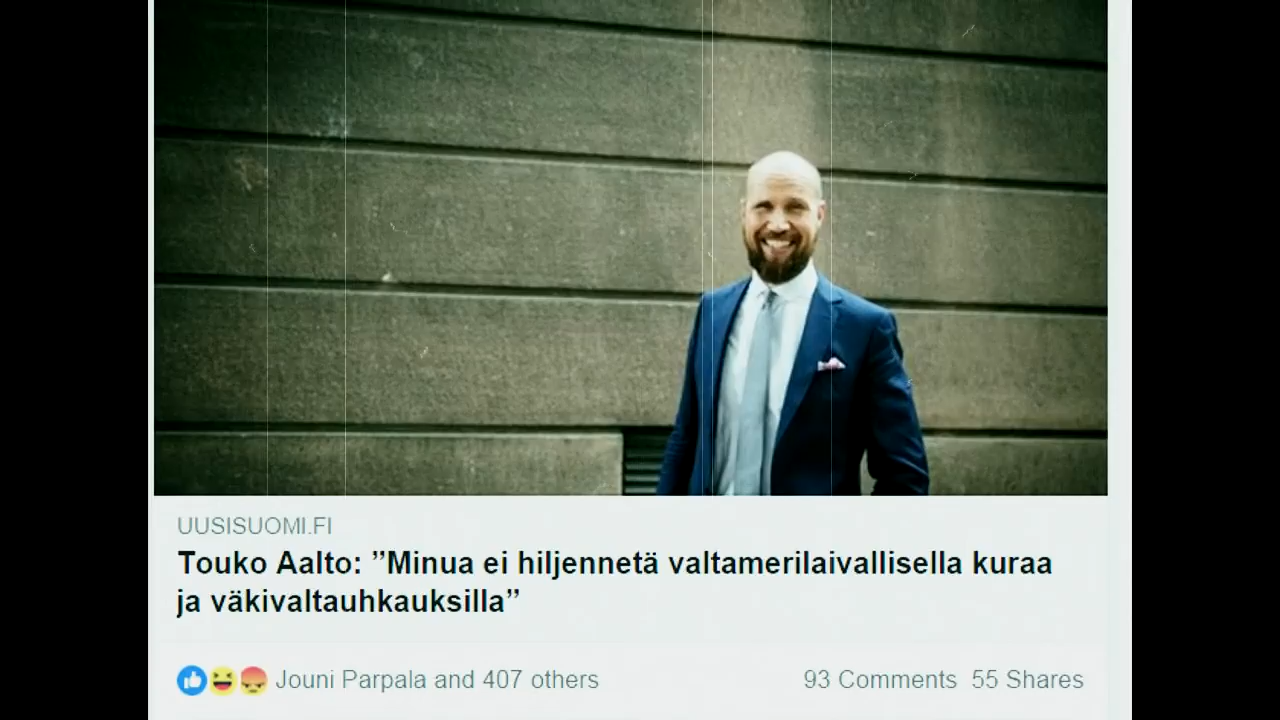 UUSISUOMI.FI
Touko Aalto: ”Minua ei hiljennetä valtamerilaivallisella kuraa
ja väkivaltauhkauksilla”
Jouni Parpala and 407 others 93 Comments 55 Shares